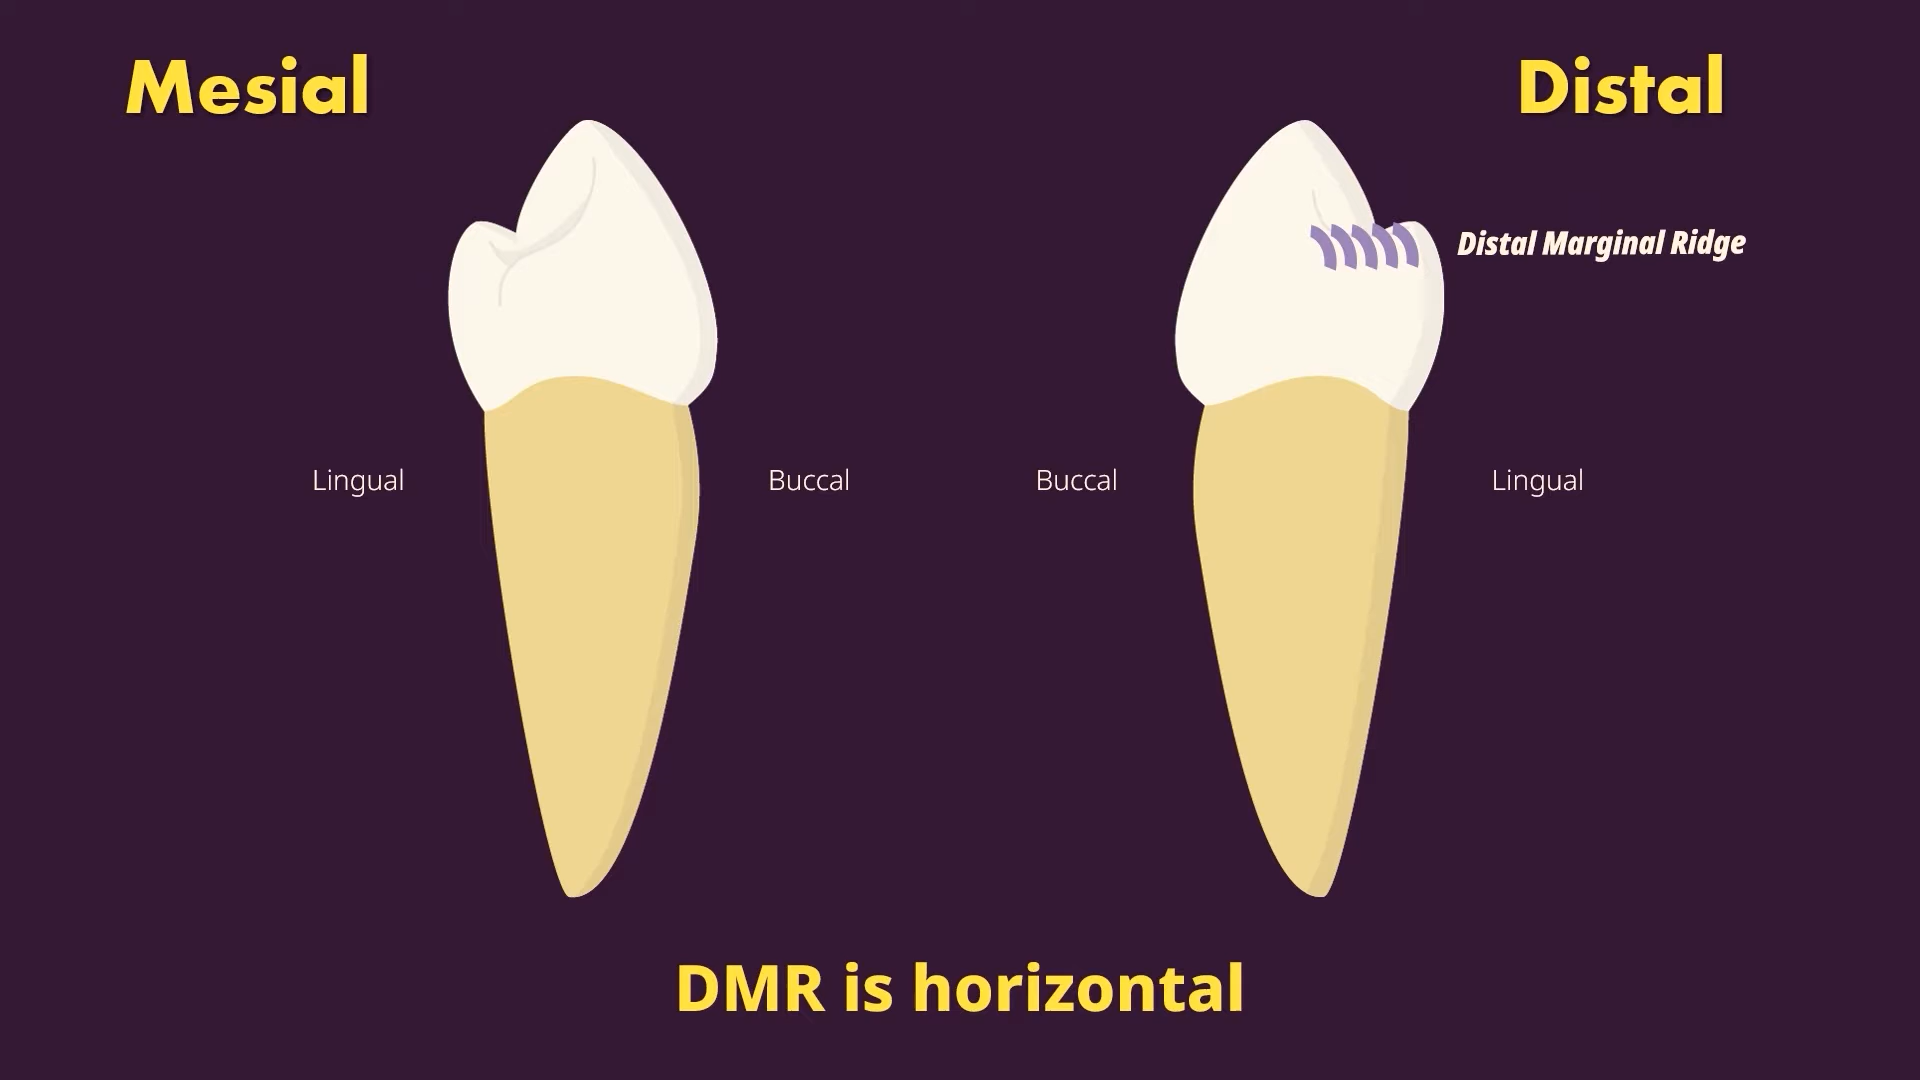 Mesial
Distal
Distal Marginal Ridge
Lingual
Buccal
Buccal
Lingual
DMR is horizontal